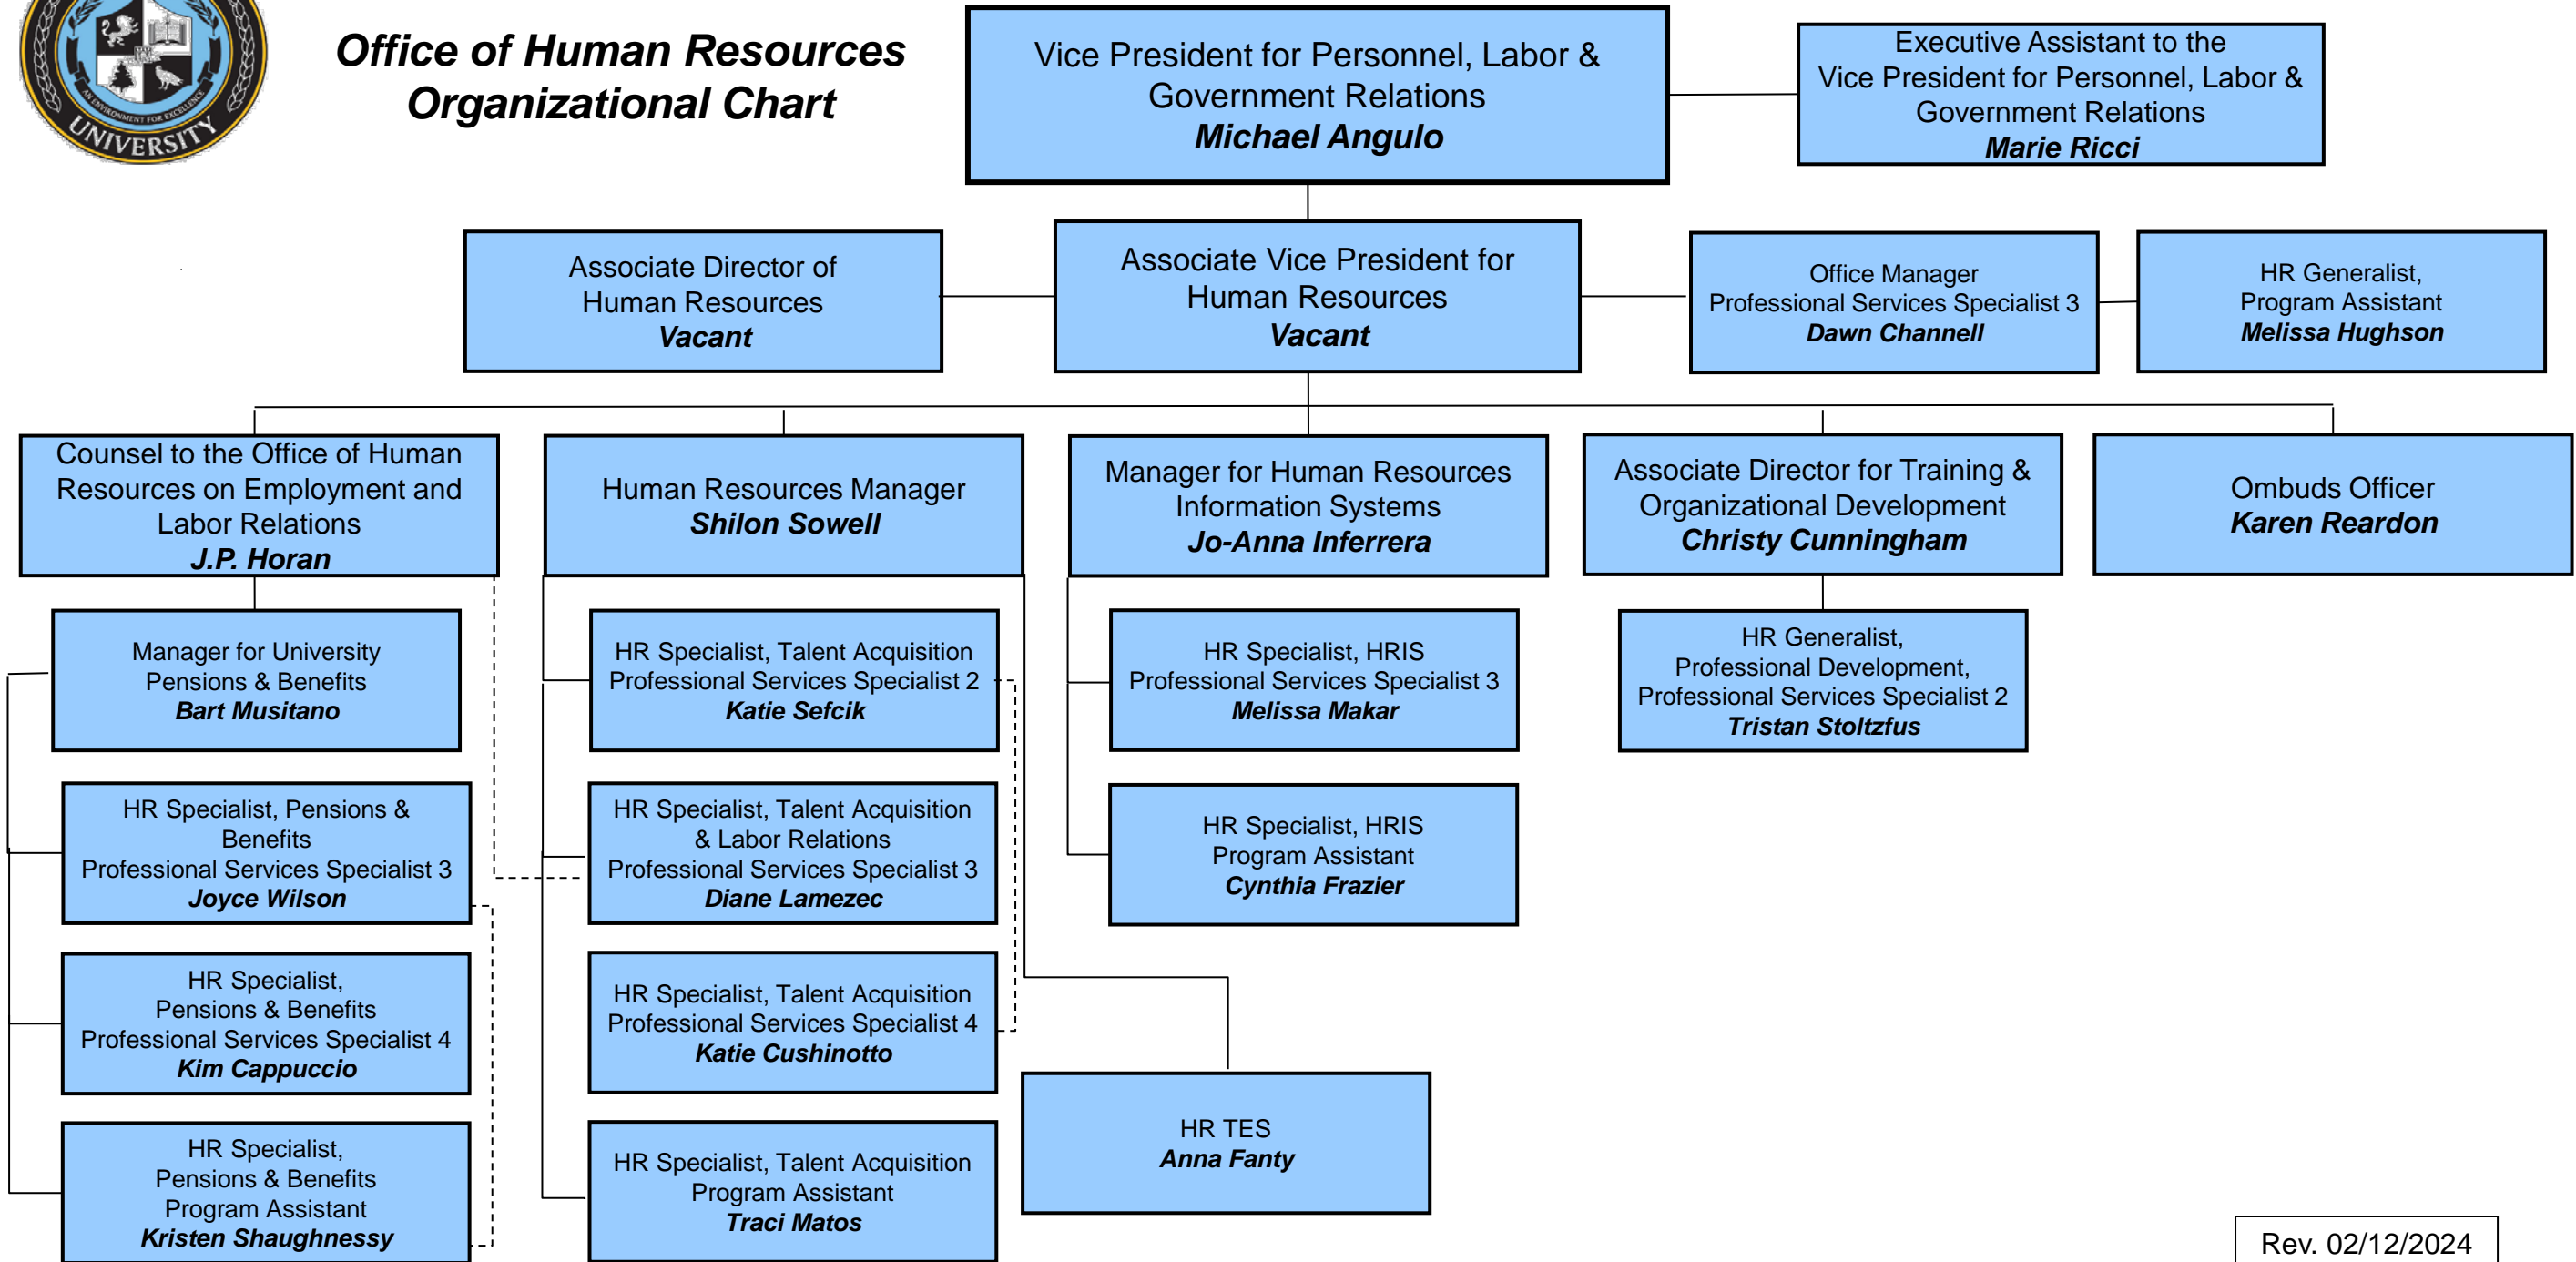 AN ENVIRONMENT FOR EXCELLENCE
UNIVERSITY
Office of Human Resources
Organizational Chart
Vice President for Personnel, Labor &
Government Relations
Michael Angulo
Executive Assistant to the
Vice President for Personnel, Labor &
Government Relations
Marie Ricci
Associate Director of
Human Resources
Vacant
Associate Vice President for
Human Resources
Vacant
Office Manager
Professional Services Specialist 3
Dawn Channell
HR Generalist,
Program Assistant
Melissa Hughson
Counsel to the Office of Human
Resources on Employment and
Labor Relations
J.P. Horan
Human Resources Manager
Shilon Sowell
Manager for Human Resources
Information Systems
Jo-Anna Inferrera
Associate Director for Training &
Organizational Development
Christy Cunningham
Ombuds Officer
Karen Reardon
Manager for University
Pensions & Benefits
Bart Musitano
HR Specialist, Talent Acquisition
Professional Services Specialist 2
Katie Sefcik
HR Specialist, HRIS
Professional Services Specialist 3
Melissa Makar
HR Generalist,
Professional Development,
Professional Services Specialist 2
Tristan Stoltzfus
HR Specialist, Pensions &
Benefits
Professional Services Specialist 3
Joyce Wilson
HR Specialist, Talent Acquisition
& Labor Relations
Professional Services Specialist 3
Diane Lamezec
HR Specialist, HRIS
Program Assistant
Cynthia Frazier
HR Specialist,
Pensions & Benefits
Professional Services Specialist 4
Kim Cappuccio
HR Specialist, Talent Acquisition
Professional Services Specialist 4
Katie Cushinotto
HR Specialist,
Pensions & Benefits
Program Assistant
Kristen Shaughnessy
HR Specialist, Talent Acquisition
Program Assistant
Traci Matos
HR TES
Anna Fanty
Rev. 02/12/2024